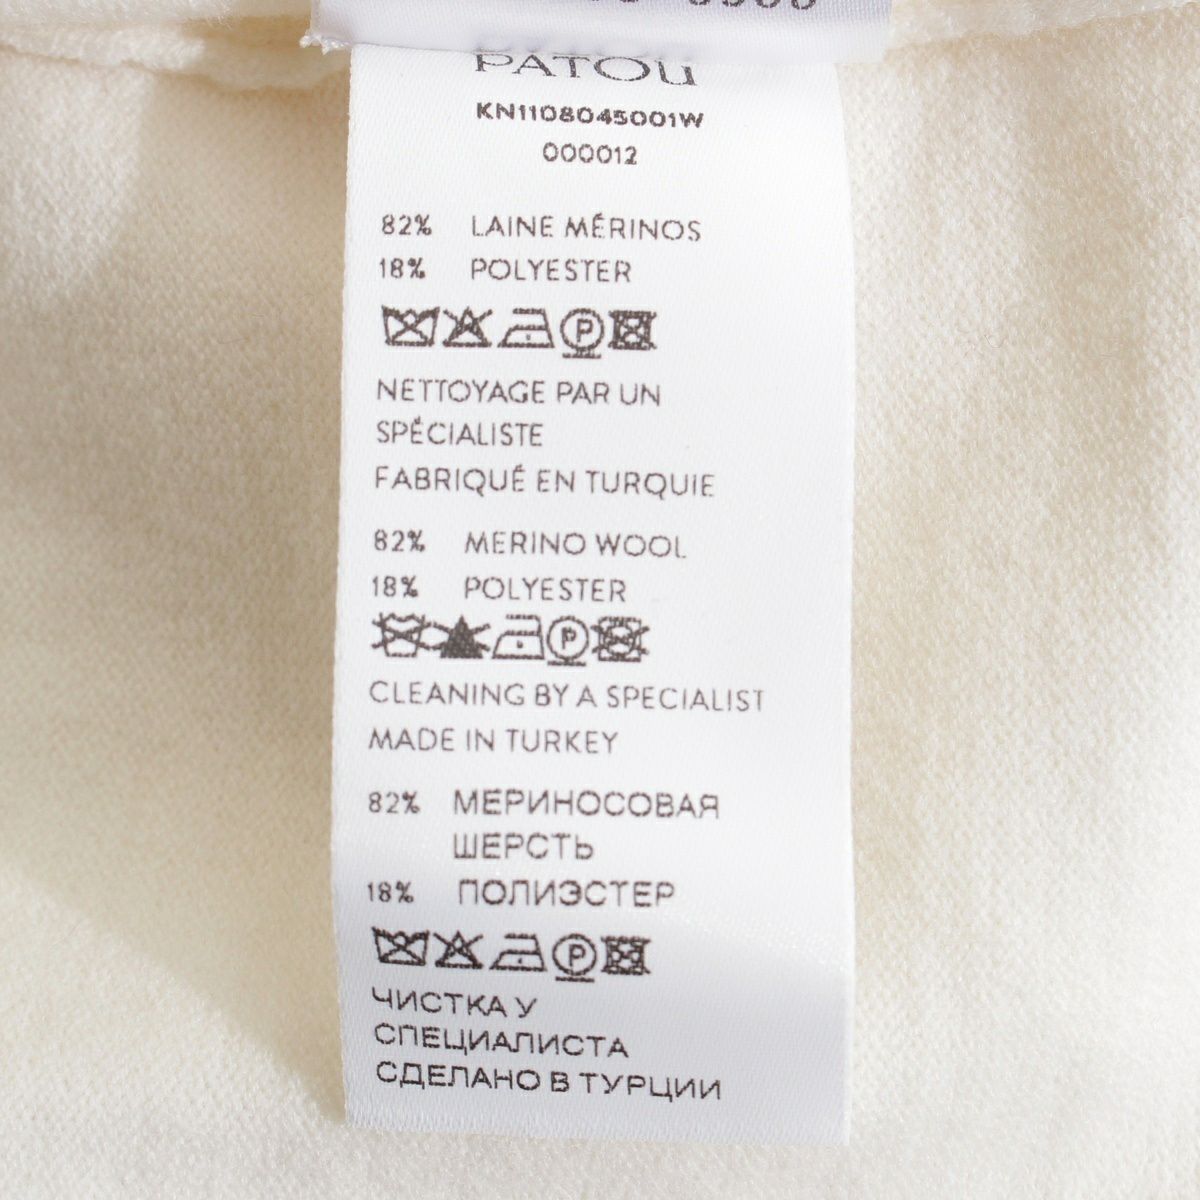 PATOU
KN1108045001W
000012
82% LAINE MÉRINOS
18% POLYESTER
NETTOYAGE PAR UN
SPÉCIALISTE
FABRIQUÉ EN TURQUIE
82% MERINO WOOL
18% POLYESTER
CLEANING BY A SPECIALIST
MADE IN TURKEY
82% МЕРИНОСОВАЯ
ШЕРСТЬ
18% ПОЛИЭСТЕР
ЧИСТКА У
СПЕЦИАЛИСТА
СДЕЛАНО В ТУРЦИИ